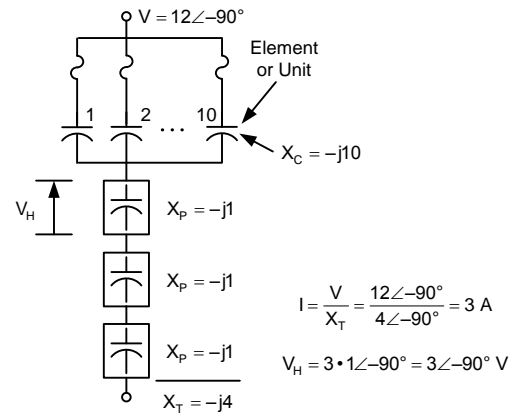 V = 12∠–90°
Element
or Unit
1
2
• • •
10
X_C = –j10
V_H
X_P = –j1
X_P = –j1
X_P = –j1
X_T = –j4
I = V/X_T = 12∠–90°/4∠–90° = 3 A
V_H = 3 • 1∠–90° = 3∠–90° V